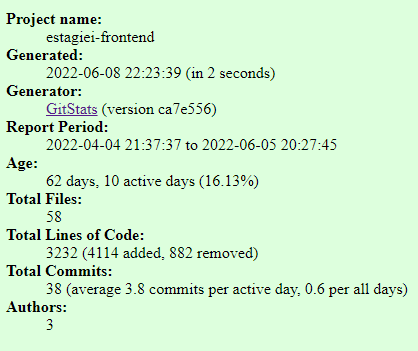 Project name:
estagiei-frontend
Generated:
2022-06-08 22:23:39 (in 2 seconds)
Generator:
GitStats (version ca7e556)
Report Period:
2022-04-04 21:37:37 to 2022-06-05 20:27:45
Age:
62 days, 10 active days (16.13%)
Total Files:
58
Total Lines of Code:
3232 (4114 added, 882 removed)
Total Commits:
38 (average 3.8 commits per active day, 0.6 per all days)
Authors:
3